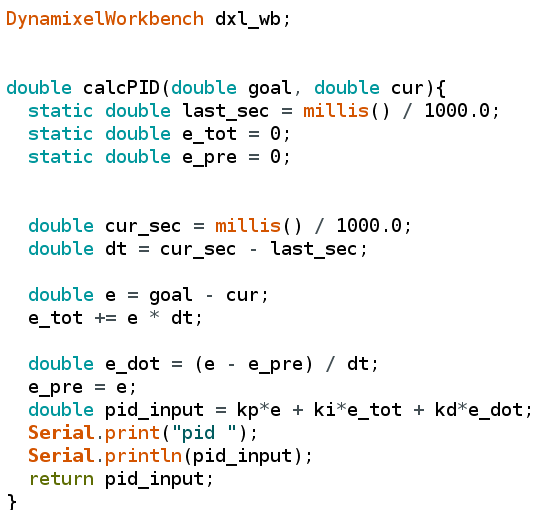 DynamixelWorkbench dxl_wb;
double calcPID(double goal, double cur){
  static double last_sec = millis() / 1000.0;
  static double e_tot = 0;
  static double e_pre = 0;
  double cur_sec = millis() / 1000.0;
  double dt = cur_sec - last_sec;
  double e = goal - cur;
  e_tot += e * dt;
  double e_dot = (e - e_pre) / dt;
  e_pre = e;
  double pid_input = kp*e + ki*e_tot + kd*e_dot;
  Serial.print("pid ");
  Serial.println(pid_input);
  return pid_input;
}